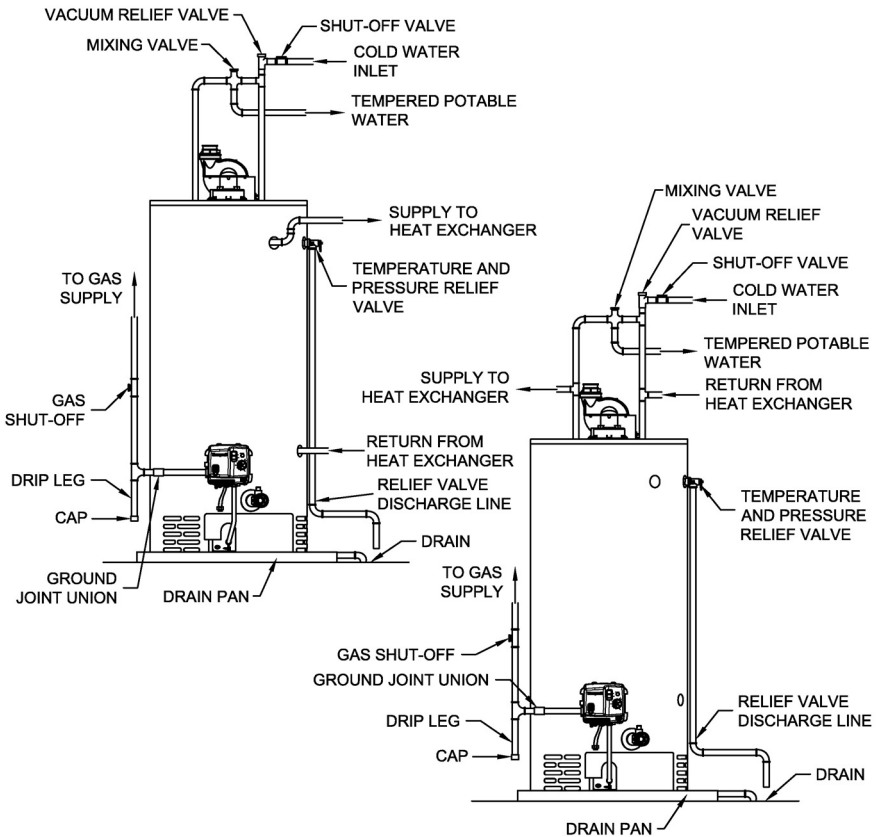 VACUUM RELIEF VALVE
MIXING VALVE
SHUT-OFF VALVE
COLD WATER
INLET
TEMPERED POTABLE
WATER
SUPPLY TO
HEAT EXCHANGER
TO GAS
SUPPLY
TEMPERATURE AND
PRESSURE RELIEF
VALVE
GAS
SHUT-OFF
RETURN FROM
HEAT EXCHANGER
DRIP LEG
RELIEF VALVE
DISCHARGE LINE
CAP
DRAIN
GROUND
JOINT UNION
DRAIN PAN
MIXING VALVE
VACUUM RELIEF
VALVE
SHUT-OFF VALVE
COLD WATER
INLET
TEMPERED POTABLE
WATER
SUPPLY TO
HEAT EXCHANGER
RETURN FROM
HEAT EXCHANGER
TEMPERATURE
AND PRESSURE
RELIEF VALVE
TO GAS
SUPPLY
GAS SHUT-OFF
GROUND JOINT UNION
DRIP LEG
RELIEF VALVE
DISCHARGE LINE
CAP
DRAIN
DRAIN PAN